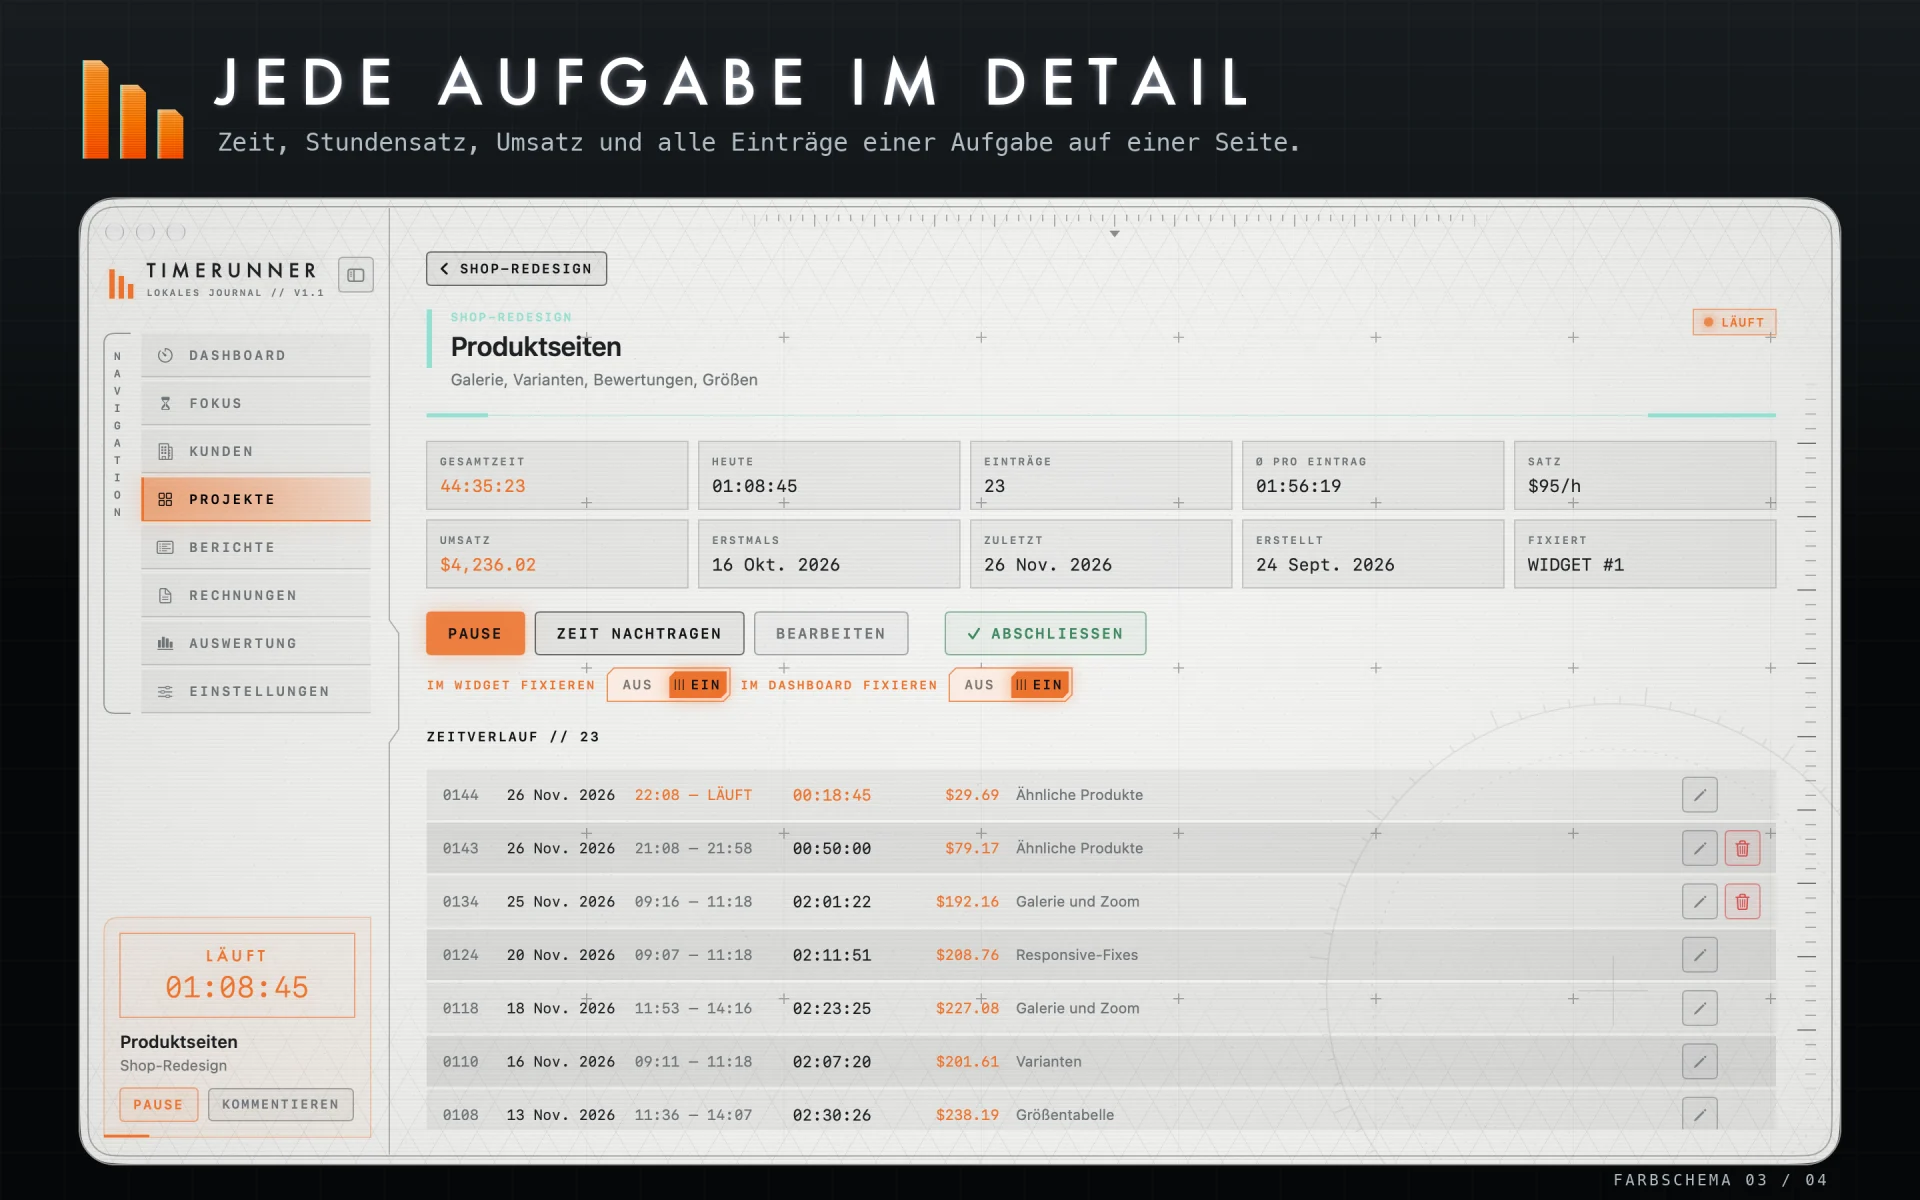 JEDE AUFGABE IM DETAIL
Zeit, Stundensatz, Umsatz und alle Einträge einer Aufgabe auf einer Seite.
TIMERUNNER
LOKALES JOURNAL // V1.1
NAVIGATION
DASHBOARD
FOKUS
KUNDEN
PROJEKTE
BERICHTE
RECHNUNGEN
AUSWERTUNG
EINSTELLUNGEN
LÄUFT
01:08:45
Produktseiten
Shop-Redesign
PAUSE KOMMENTIEREN
SHOP-REDESIGN
SHOP-REDESIGN
Produktseiten
Galerie, Varianten, Bewertungen, Größen
LÄUFT
GESAMTZEIT HEUTE EINTRÄGE Ø PRO EINTRAG SATZ
44:35:23 01:08:45 23 01:56:19 $95/h
UMSATZ ERSTMALS ZULETZT ERSTELLT FIXIERT
$4,236.02 16 Okt. 2026 26 Nov. 2026 24 Sept. 2026 WIDGET #1
PAUSE ZEIT NACHTRAGEN BEARBEITEN ✓ ABSCHLIESSEN
IM WIDGET FIXIEREN AUS EIN IM DASHBOARD FIXIEREN AUS EIN
ZEITVERLAUF // 23
0144 26 Nov. 2026 22:08 – LÄUFT 00:18:45 $29.69 Ähnliche Produkte
0143 26 Nov. 2026 21:08 – 21:58 00:50:00 $79.17 Ähnliche Produkte
0134 25 Nov. 2026 09:16 – 11:18 02:01:22 $192.16 Galerie und Zoom
0124 20 Nov. 2026 09:07 – 11:18 02:11:51 $208.76 Responsive-Fixes
0118 18 Nov. 2026 11:53 – 14:16 02:23:25 $227.08 Galerie und Zoom
0110 16 Nov. 2026 09:11 – 11:18 02:07:20 $201.61 Varianten
0108 13 Nov. 2026 11:36 – 14:07 02:30:26 $238.19 Größentabelle
FARBSCHEMA 03 / 04